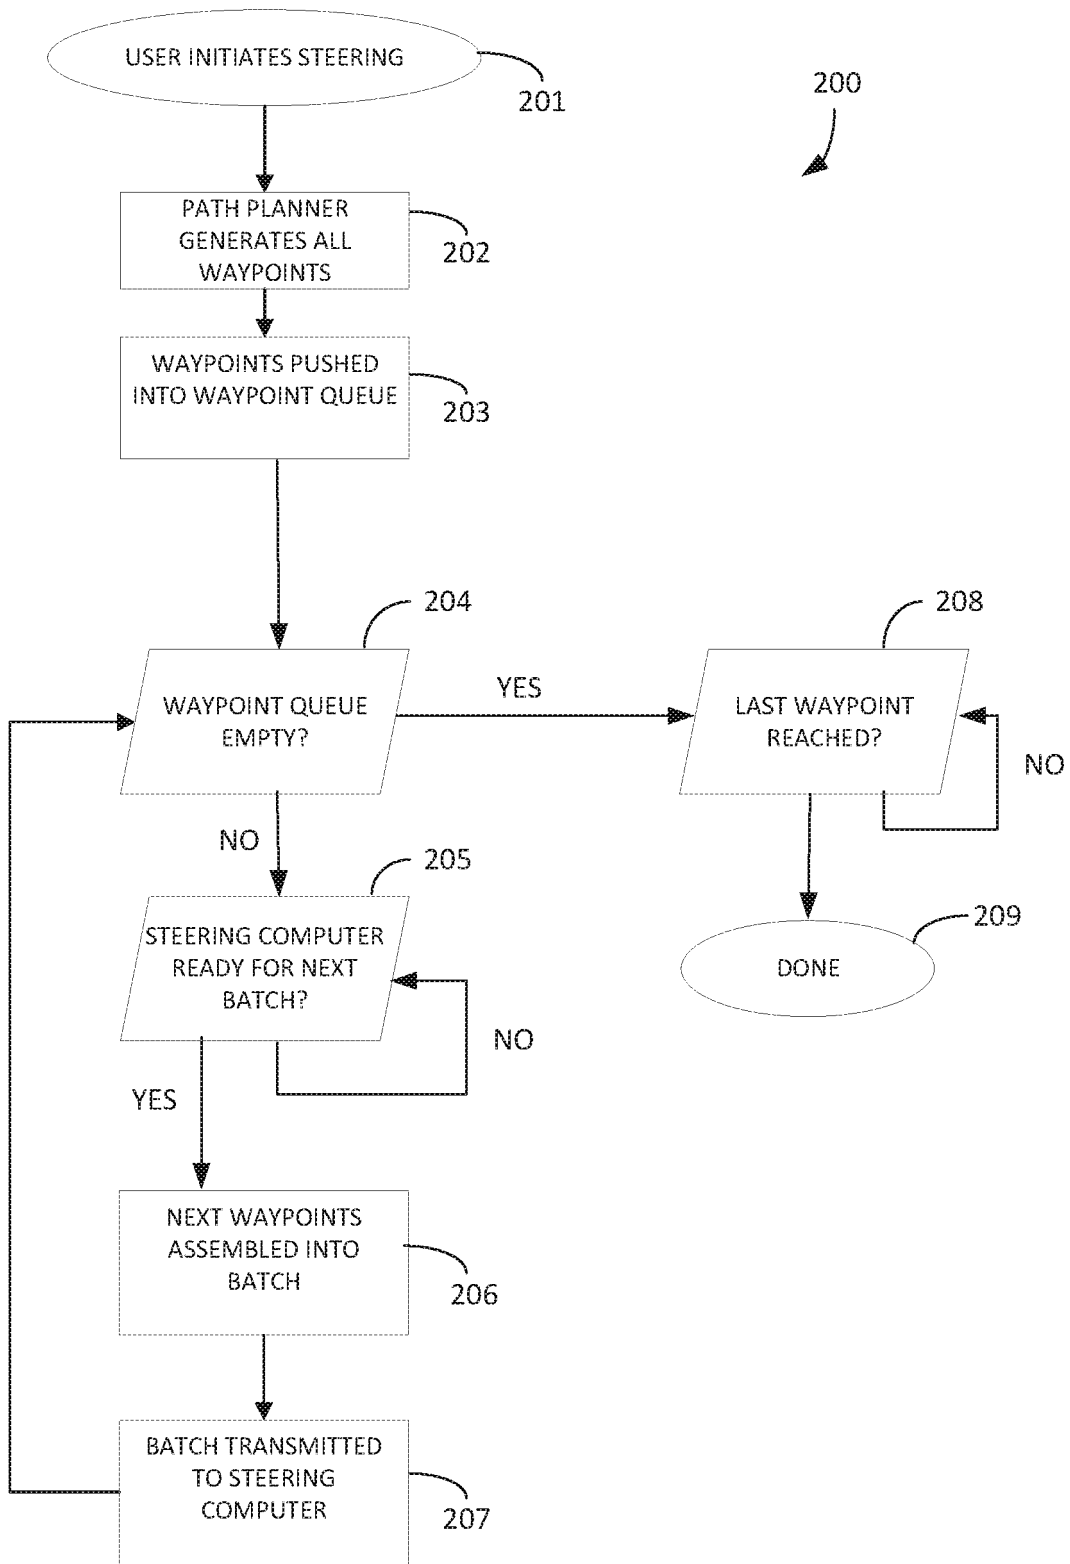 USER INITIATES STEERING
201
200
PATH PLANNER
GENERATES ALL
WAYPOINTS
202
WAYPOINTS PUSHED
INTO WAYPOINT QUEUE
203
204
208
WAYPOINT QUEUE
EMPTY?
YES
LAST WAYPOINT
REACHED?
NO
NO
205
STEERING COMPUTER
READY FOR NEXT
BATCH?
209
DONE
NO
YES
NEXT WAYPOINTS
ASSEMBLED INTO
BATCH
206
BATCH TRANSMITTED
TO STEERING
COMPUTER
207